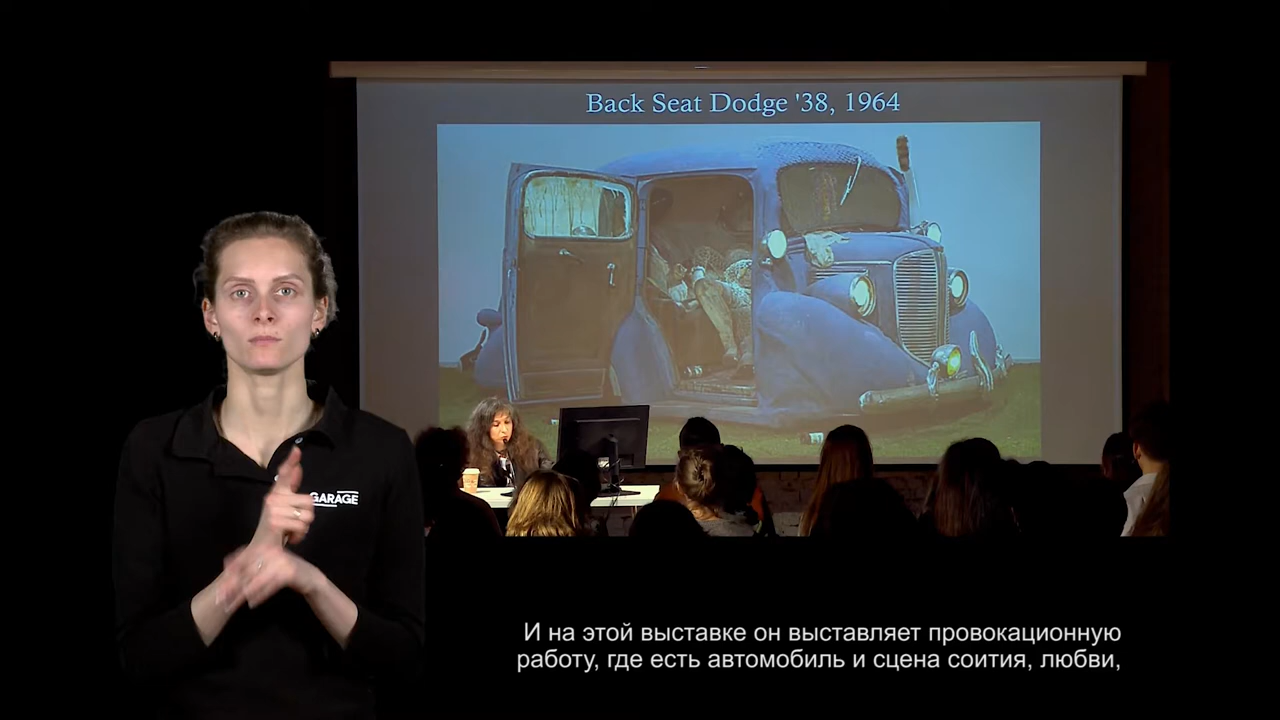 Back Seat Dodge '38, 1964
GARAGE
И на этой выставке он выставляет провокационную
работу, где есть автомобиль и сцена соития, любви,